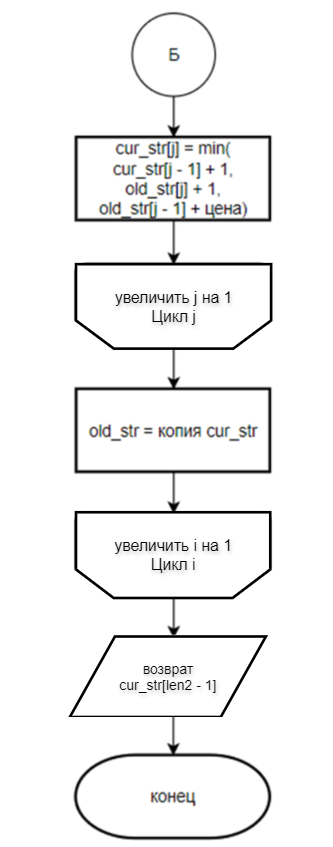 Б
cur_str[j] = min(
cur_str[j - 1] + 1,
old_str[j] + 1,
old_str[j - 1] + цена)
увеличить j на 1
Цикл j
old_str = копия cur_str
увеличить i на 1
Цикл i
возврат
cur_str[len2 - 1]
конец